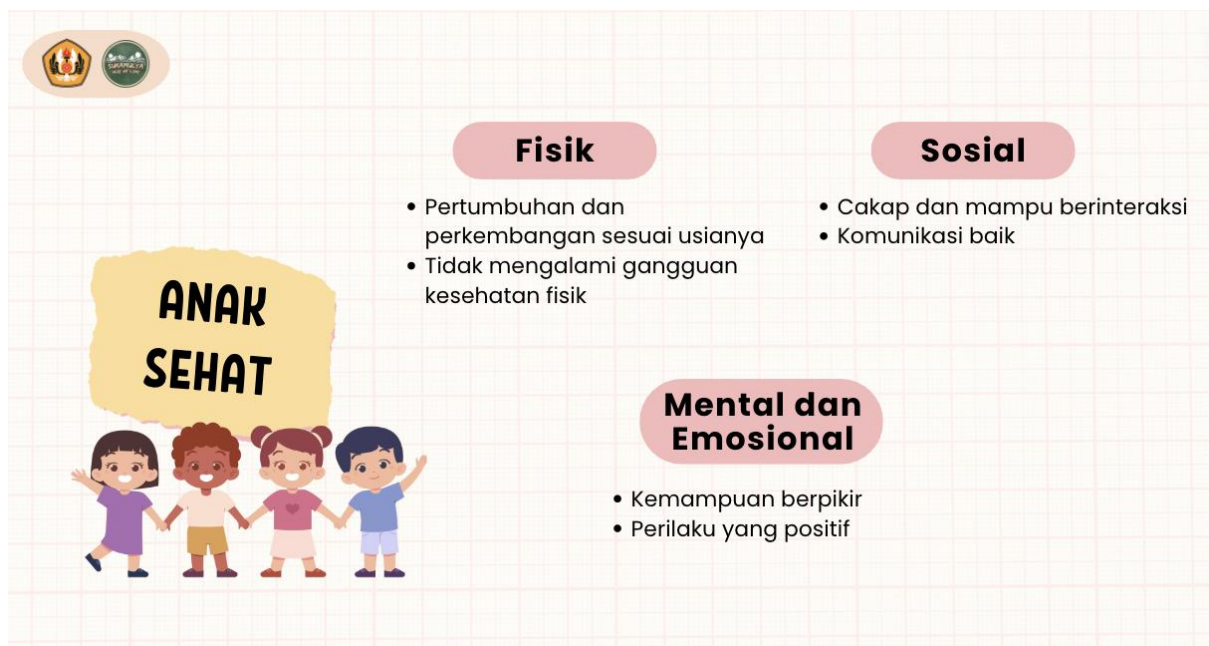 ANAK
SEHAT
Fisik
• Pertumbuhan dan
perkembangan sesuai usianya
• Tidak mengalami gangguan
kesehatan fisik
Sosial
• Cakap dan mampu berinteraksi
• Komunikasi baik
Mental dan
Emosional
• Kemampuan berpikir
• Perilaku yang positif